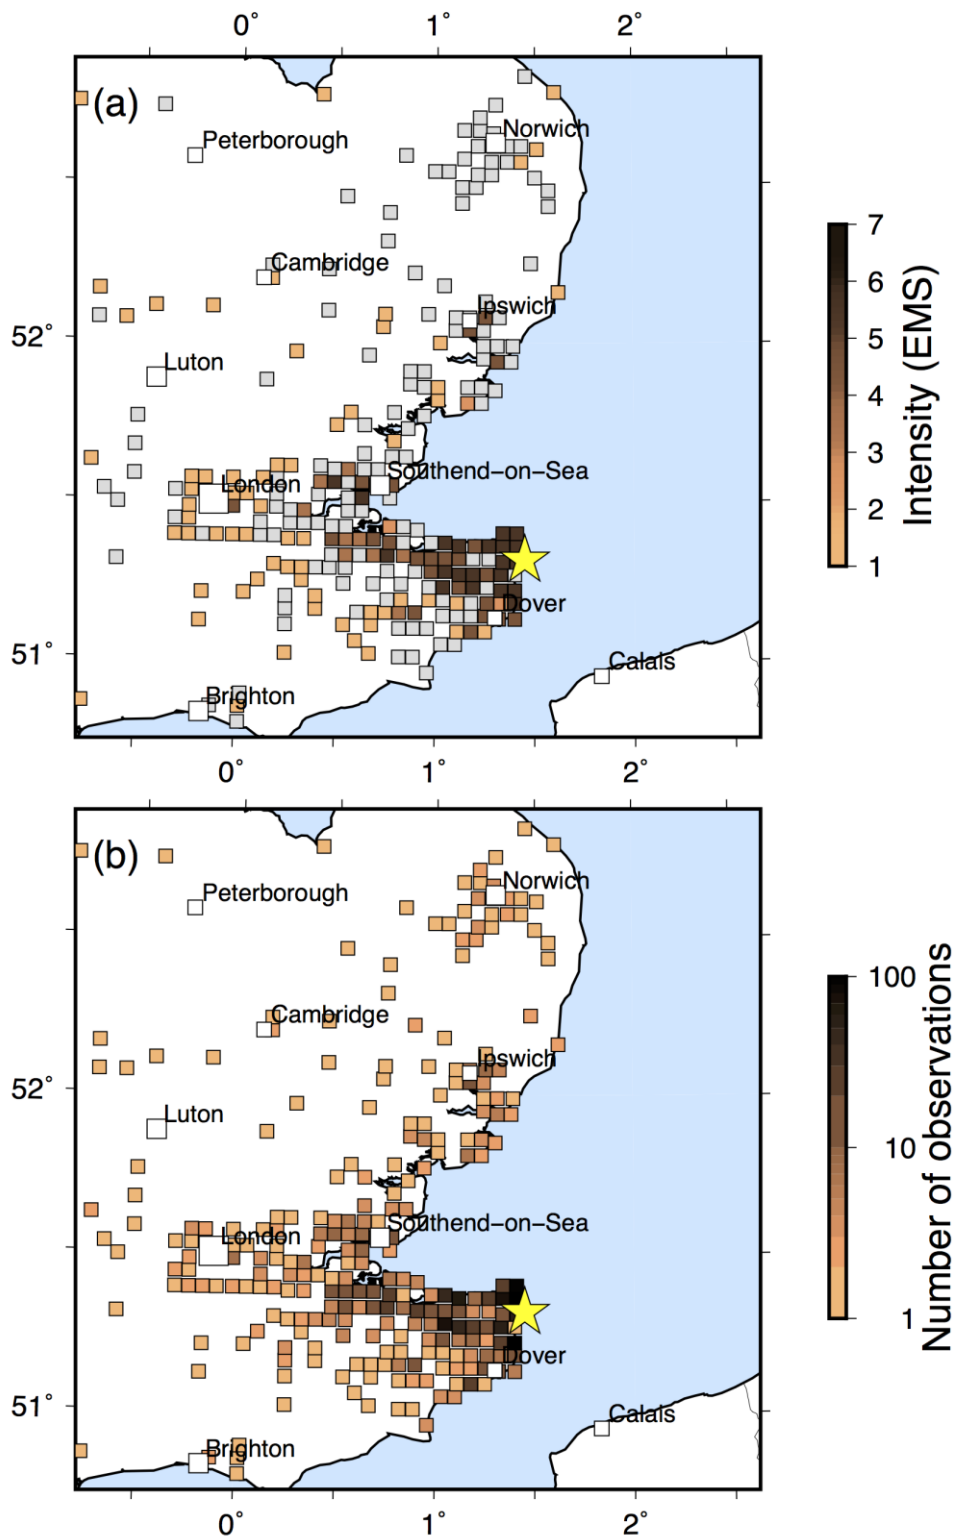 0° 1° 2°
(a)
Norwich
Peterborough
Cambridge
Ipswich
52°
Luton
Southend−on−Sea
London
Dover
51°
Calais
Brighton
0° 1° 2°
7
6
5
4
3
2
1
Intensity (EMS)
(b)
Norwich
Peterborough
Cambridge
Ipswich
52°
Luton
Southend−on−Sea
London
Dover
51°
Calais
Brighton
0° 1° 2°
100
10
1
Number of observations